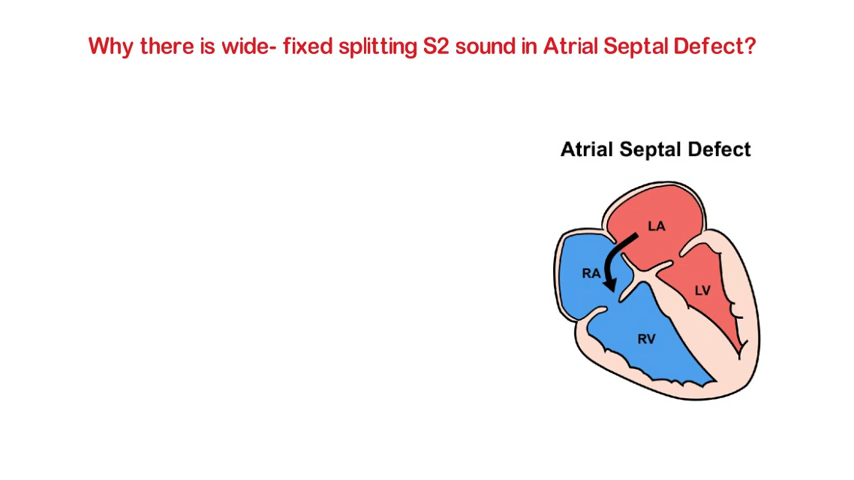 Why there is wide- fixed splitting S2 sound in Atrial Septal Defect?
Atrial Septal Defect
LA
RA
LV
RV